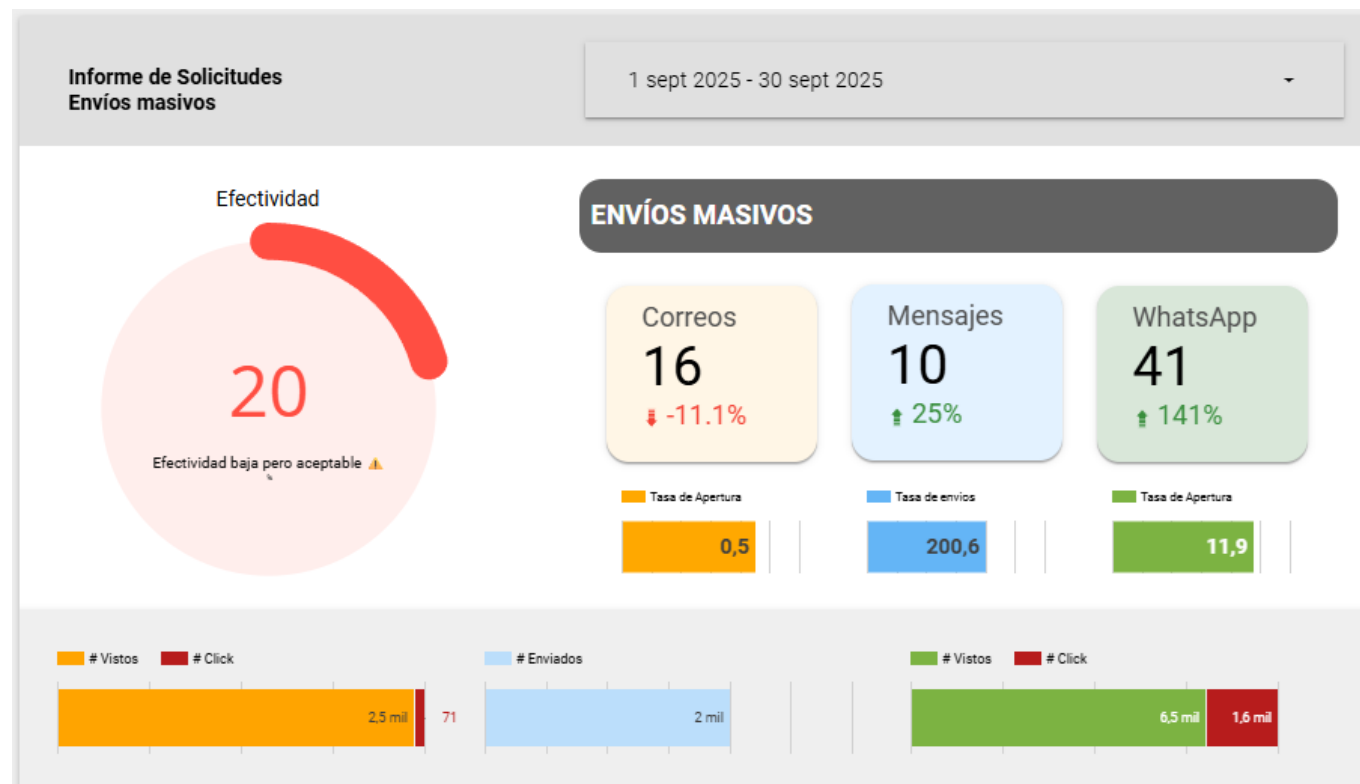 Informe de Solicitudes
Envíos masivos
1 sept 2025 - 30 sept 2025
Efectividad
20
Efectividad baja pero aceptable ⚠️
%
ENVÍOS MASIVOS
Correos
16
-11.1%
Mensajes
10
25%
WhatsApp
41
141%
Tasa de Apertura
0,5
Tasa de envios
200,6
Tasa de Apertura
11,9
# Vistos # Click
2,5 mil 71
# Enviados
2 mil
# Vistos # Click
6,5 mil 1,6 mil